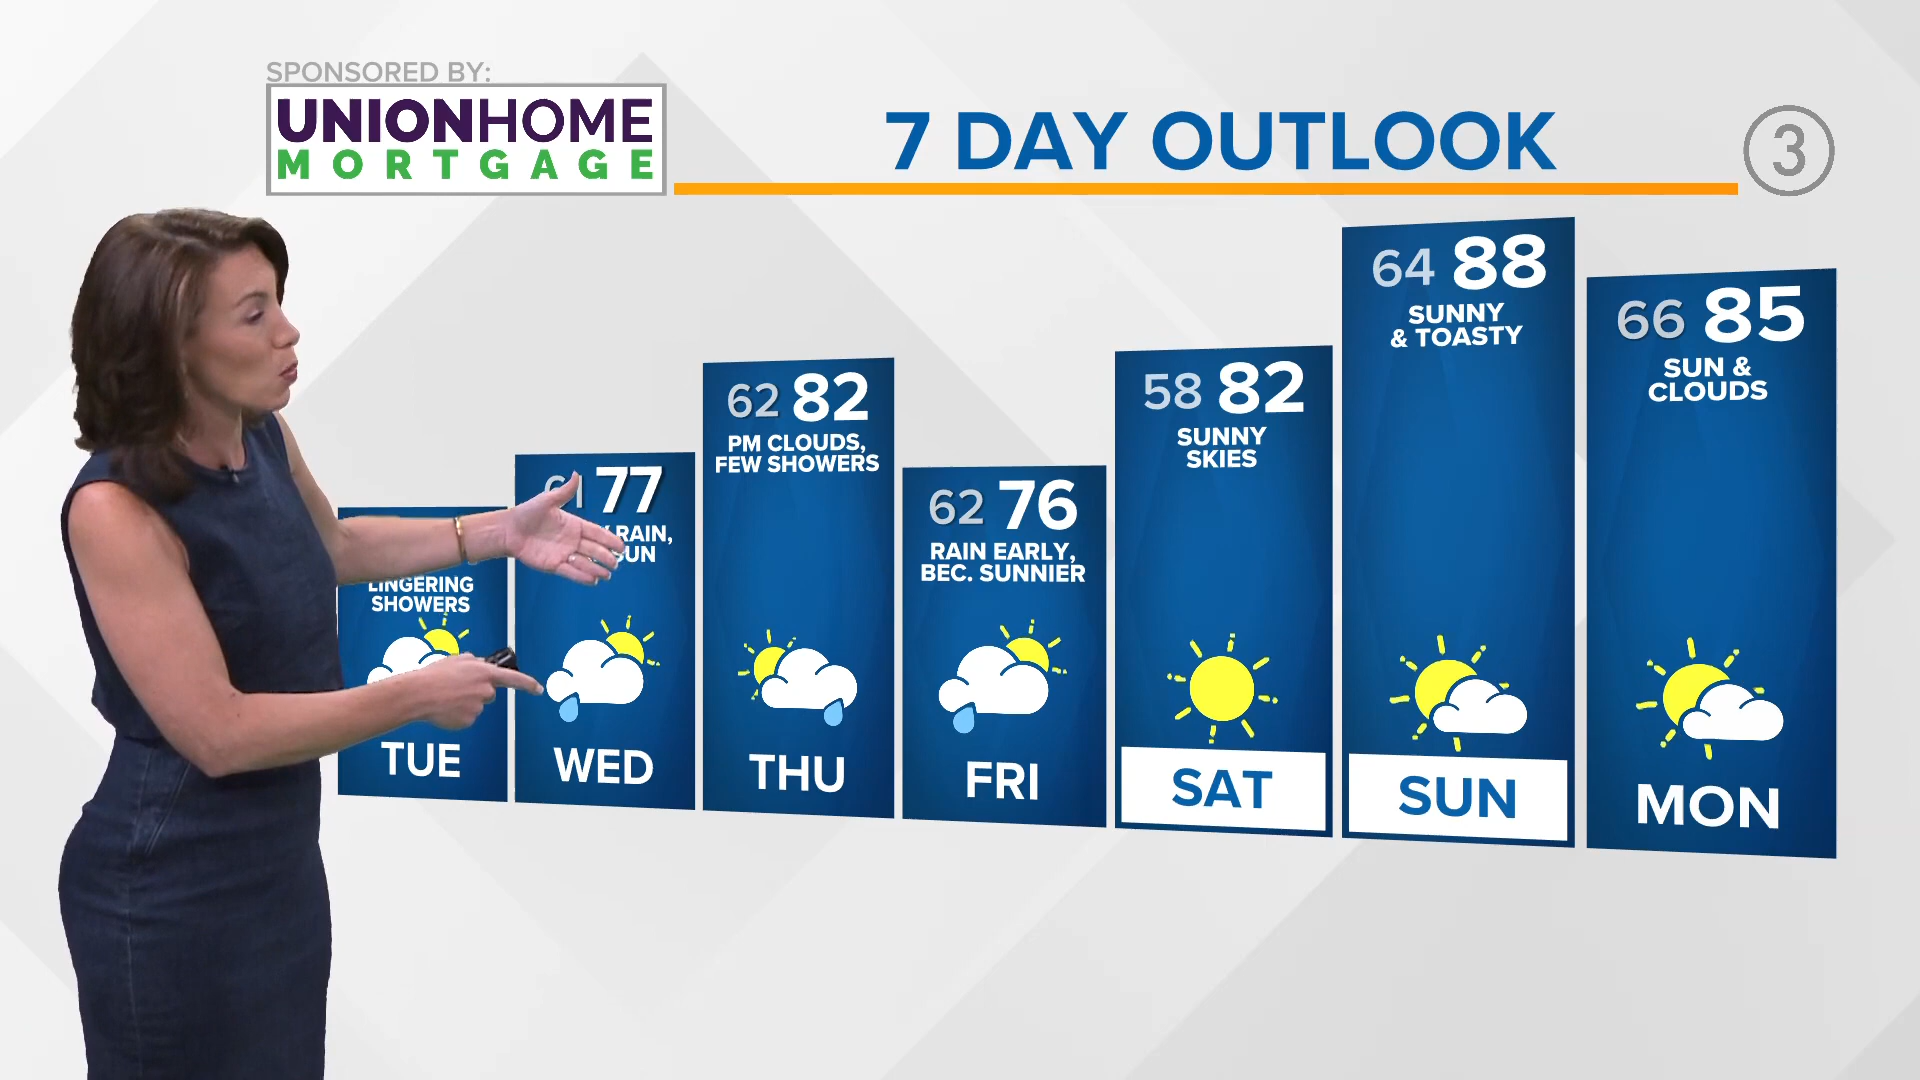 SPONSORED BY:
UNIONHOME
MORTGAGE
7 DAY OUTLOOK
3
LINGERING
SHOWERS
TUE
61 77
RAIN,
SUN
WED
62 82
PM CLOUDS,
FEW SHOWERS
THU
62 76
RAIN EARLY,
BEC. SUNNIER
FRI
58 82
SUNNY
SKIES
SAT
64 88
SUNNY
& TOASTY
SUN
66 85
SUN &
CLOUDS
MON